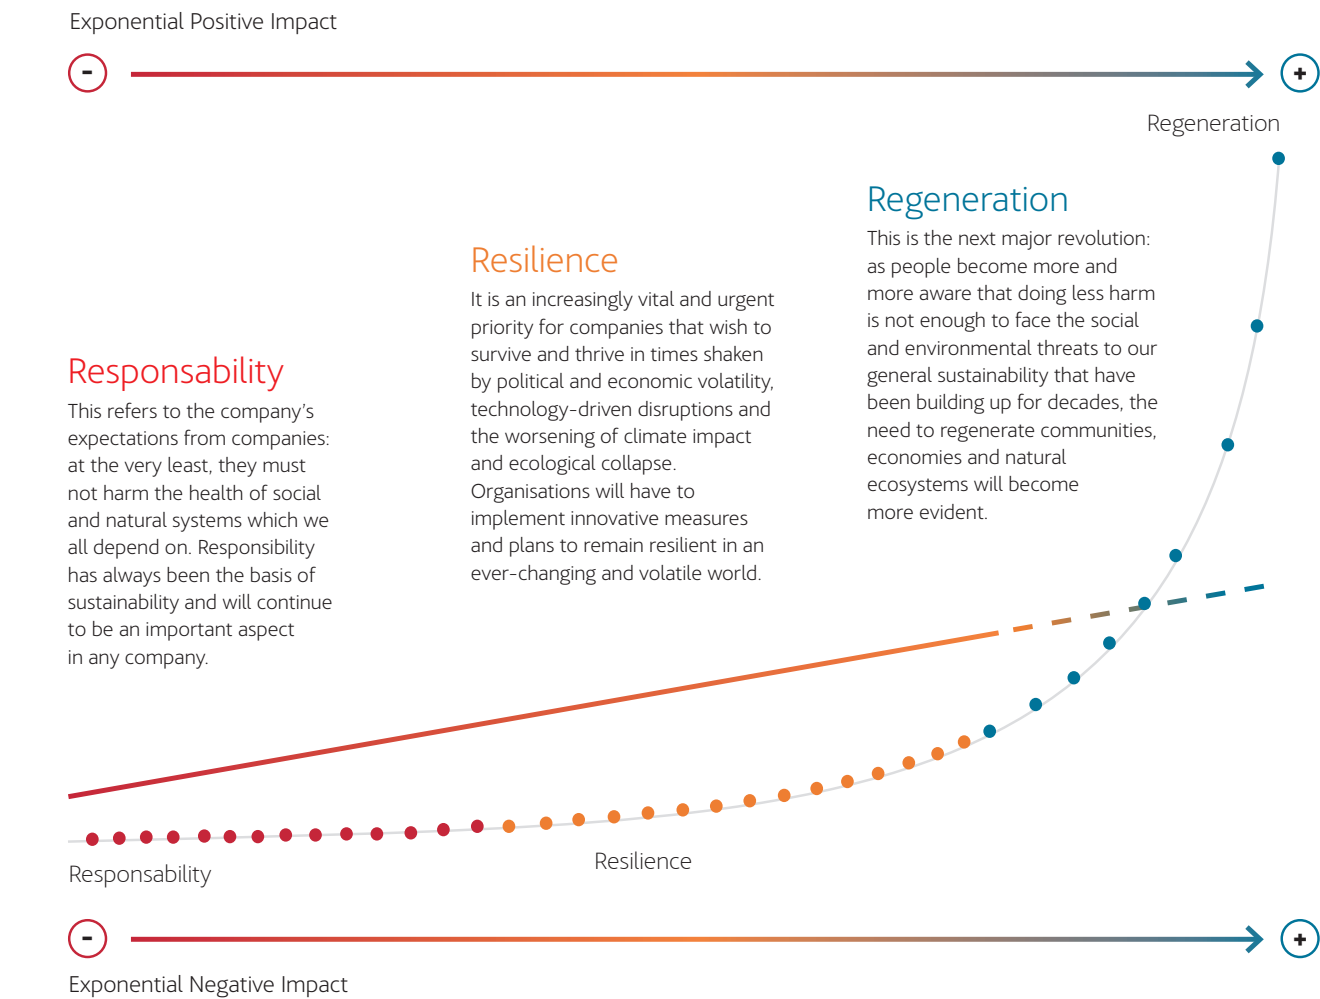 Exponential Positive Impact
-
+
Regeneration
Regeneration
This is the next major revolution:
as people become more and
more aware that doing less harm
is not enough to face the social
and environmental threats to our
general sustainability that have
been building up for decades, the
need to regenerate communities,
economies and natural
ecosystems will become
more evident.
Resilience
It is an increasingly vital and urgent
priority for companies that wish to
survive and thrive in times shaken
by political and economic volatility,
technology-driven disruptions and
the worsening of climate impact
and ecological collapse.
Organisations will have to
implement innovative measures
and plans to remain resilient in an
ever-changing and volatile world.
Responsability
This refers to the company's
expectations from companies:
at the very least, they must
not harm the health of social
and natural systems which we
all depend on. Responsibility
has always been the basis of
sustainability and will continue
to be an important aspect
in any company.
Responsability
Resilience
-
+
Exponential Negative Impact